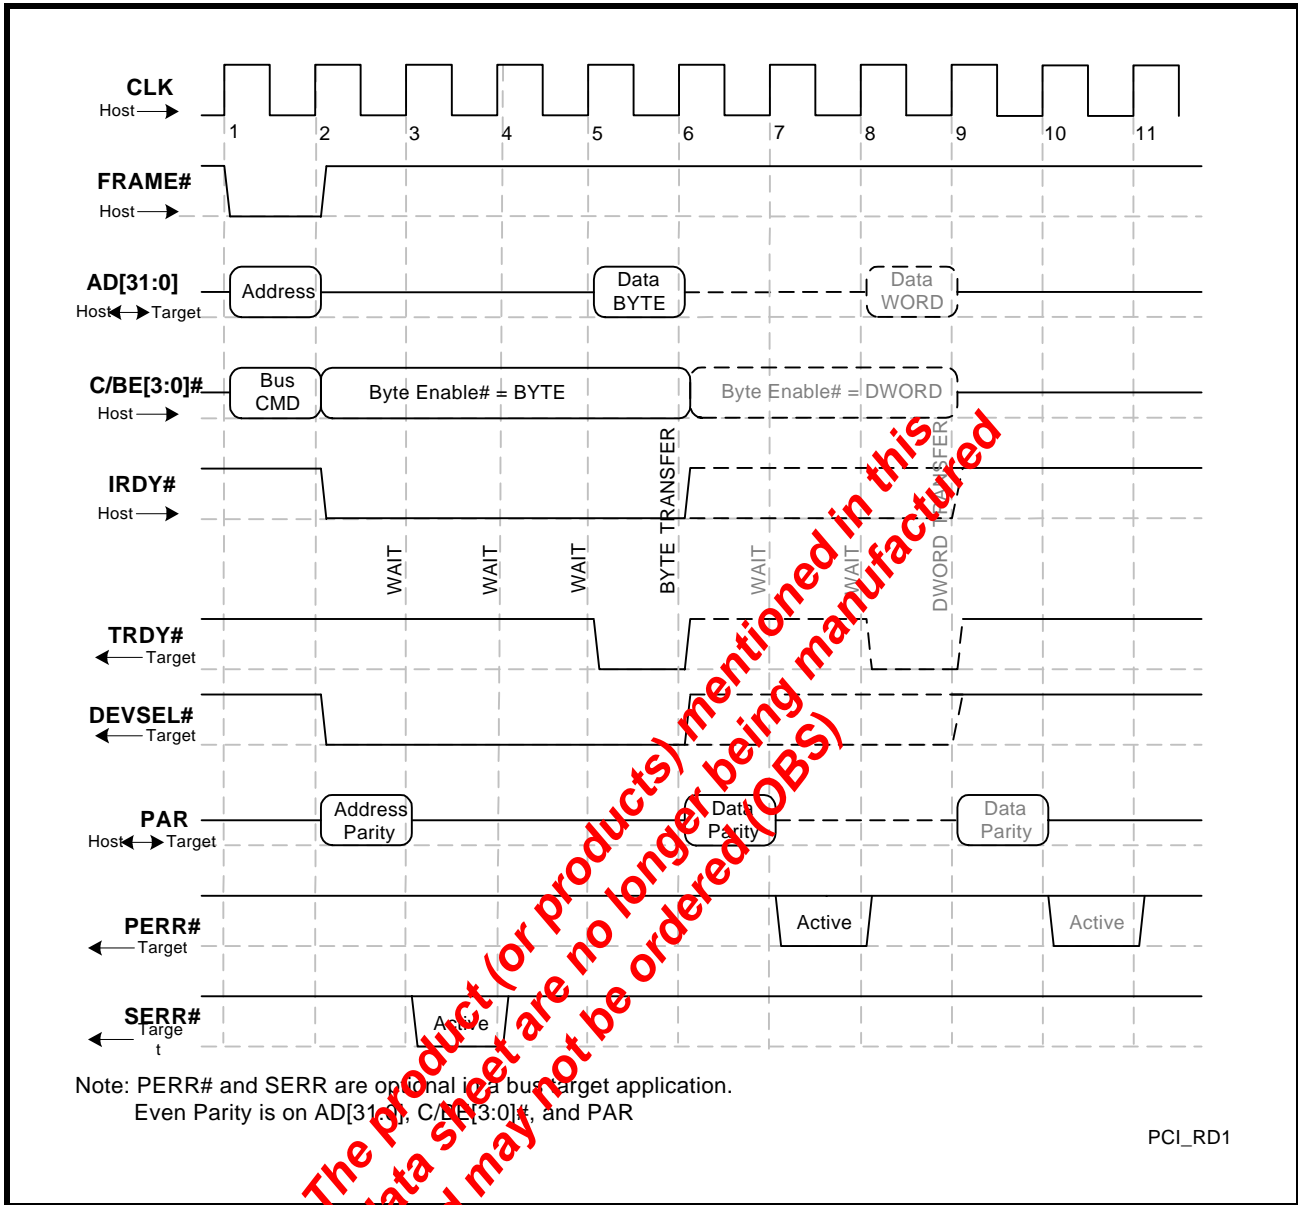 CLK
Host
1 2 3 4 5 6 7 8 9 10 11
FRAME#
Host
AD[31:0]
Host Target
Address
Data
BYTE
Data
WORD
C/BE[3:0]#
Host
Bus
CMD
Byte Enable# = BYTE
Byte Enable# = DWORD
IRDY#
Host
WAIT
WAIT
WAIT
BYTE TRANSFER
WAIT
WAIT
DWORD TRANSFER
TRDY#
Target
DEVSEL#
Target
PAR
Host Target
Address
Parity
Data
Parity
Data
Parity
PERR#
Target
Active
Active
SERR#
Targe
t
Active
Note: PERR# and SERR are optional in a bus target application.
Even Parity is on AD[31:0], C/BE[3:0]#, and PAR
PCI_RD1
The product (or products) mentioned in this
data sheet are no longer being manufactured
may not be ordered (OBS)